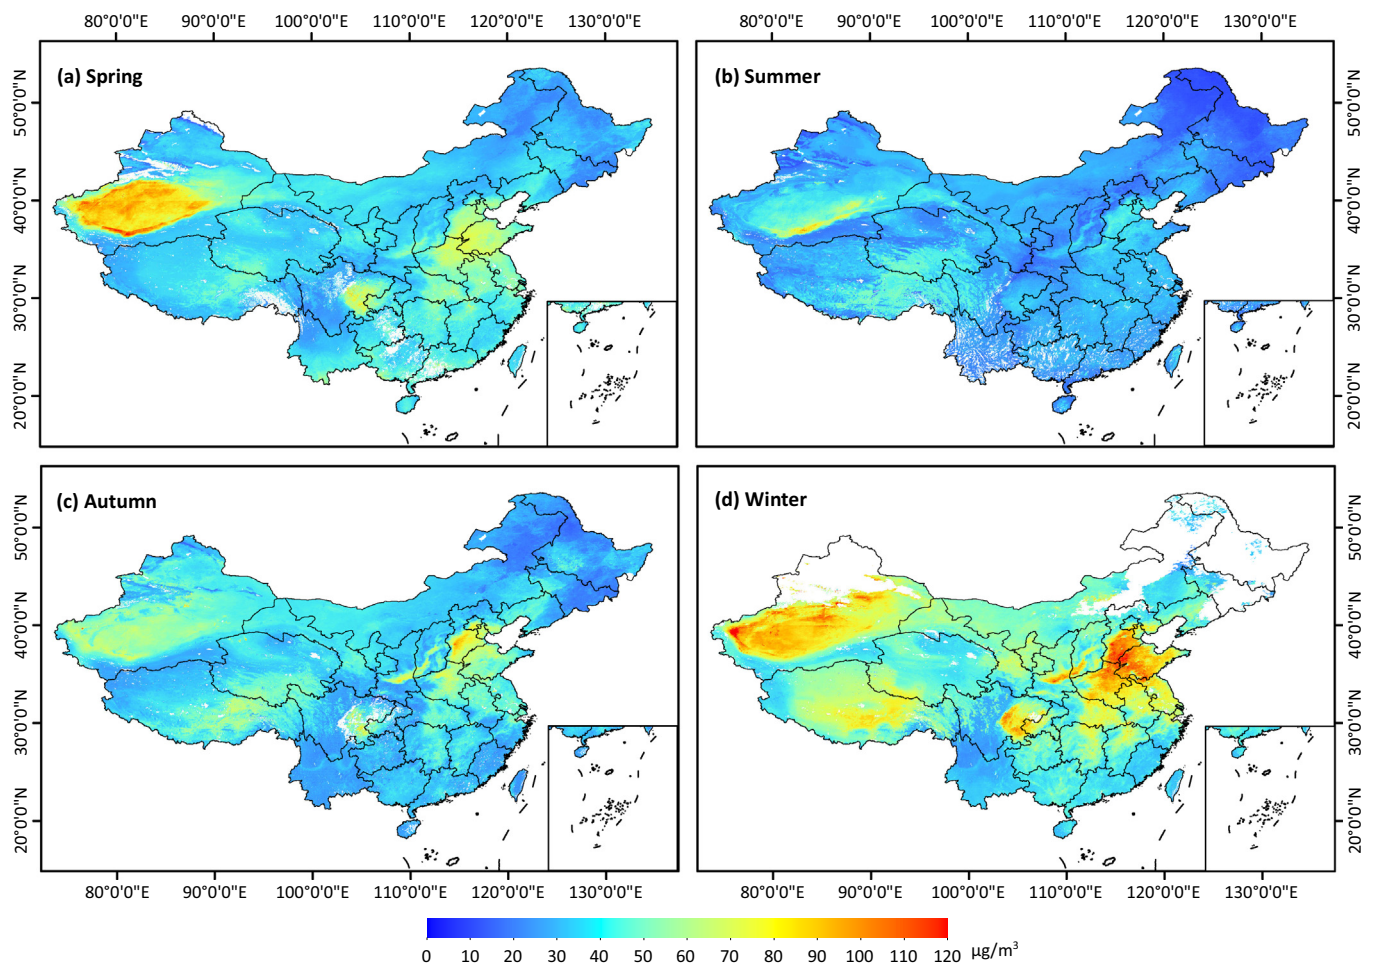 80°0'0"E 90°0'0"E 100°0'0"E 110°0'0"E 120°0'0"E 130°0'0"E 80°0'0"E 90°0'0"E 100°0'0"E 110°0'0"E 120°0'0"E 130°0'0"E
(a) Spring
(b) Summer
50°0'0"N
40°0'0"N
30°0'0"N
20°0'0"N
50°0'0"N
40°0'0"N
30°0'0"N
20°0'0"N
(c) Autumn
(d) Winter
50°0'0"N
40°0'0"N
30°0'0"N
20°0'0"N
50°0'0"N
40°0'0"N
30°0'0"N
20°0'0"N
80°0'0"E 90°0'0"E 100°0'0"E 110°0'0"E 120°0'0"E 130°0'0"E 80°0'0"E 90°0'0"E 100°0'0"E 110°0'0"E 120°0'0"E 130°0'0"E
0 10 20 30 40 50 60 70 80 90 100 110 120 µg/m³